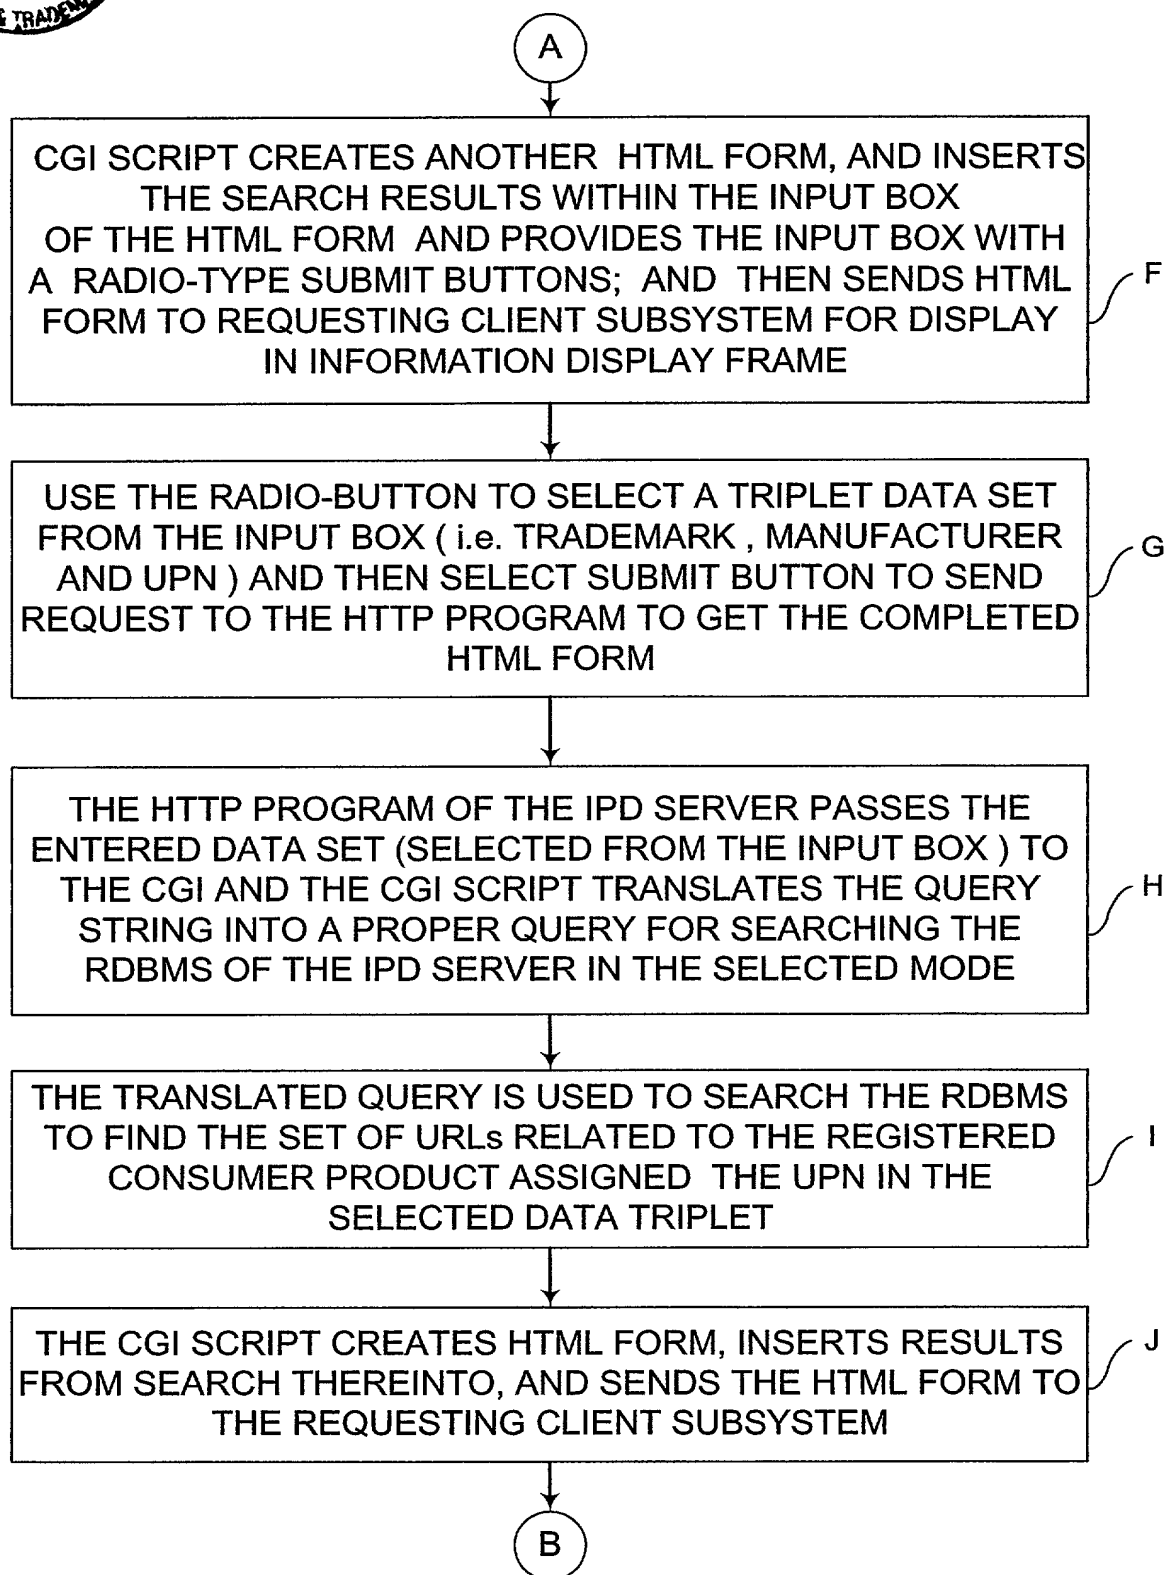 & TRADEM
A
CGI SCRIPT CREATES ANOTHER HTML FORM, AND INSERTS
THE SEARCH RESULTS WITHIN THE INPUT BOX
OF THE HTML FORM AND PROVIDES THE INPUT BOX WITH
A RADIO-TYPE SUBMIT BUTTONS; AND THEN SENDS HTML
FORM TO REQUESTING CLIENT SUBSYSTEM FOR DISPLAY
IN INFORMATION DISPLAY FRAME
F
USE THE RADIO-BUTTON TO SELECT A TRIPLET DATA SET
FROM THE INPUT BOX ( i.e. TRADEMARK , MANUFACTURER
AND UPN ) AND THEN SELECT SUBMIT BUTTON TO SEND
REQUEST TO THE HTTP PROGRAM TO GET THE COMPLETED
HTML FORM
G
THE HTTP PROGRAM OF THE IPD SERVER PASSES THE
ENTERED DATA SET (SELECTED FROM THE INPUT BOX ) TO
THE CGI AND THE CGI SCRIPT TRANSLATES THE QUERY
STRING INTO A PROPER QUERY FOR SEARCHING THE
RDBMS OF THE IPD SERVER IN THE SELECTED MODE
H
THE TRANSLATED QUERY IS USED TO SEARCH THE RDBMS
TO FIND THE SET OF URLs RELATED TO THE REGISTERED
CONSUMER PRODUCT ASSIGNED THE UPN IN THE
SELECTED DATA TRIPLET
I
THE CGI SCRIPT CREATES HTML FORM, INSERTS RESULTS
FROM SEARCH THEREINTO, AND SENDS THE HTML FORM TO
THE REQUESTING CLIENT SUBSYSTEM
J
B